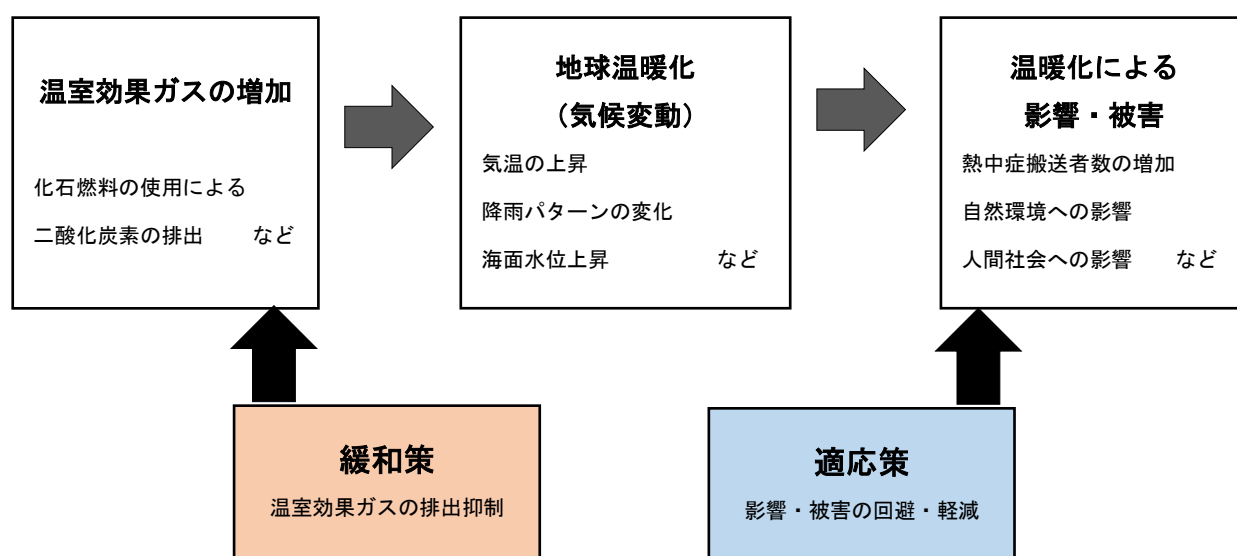 温室効果ガスの増加
化石燃料の使用による
二酸化炭素の排出　　など
地球温暖化
（気候変動）
気温の上昇
降雨パターンの変化
海面水位上昇　　　　など
温暖化による
影響・被害
熱中症搬送者数の増加
自然環境への影響
人間社会への影響　　など
緩和策
温室効果ガスの排出抑制
適応策
影響・被害の回避・軽減